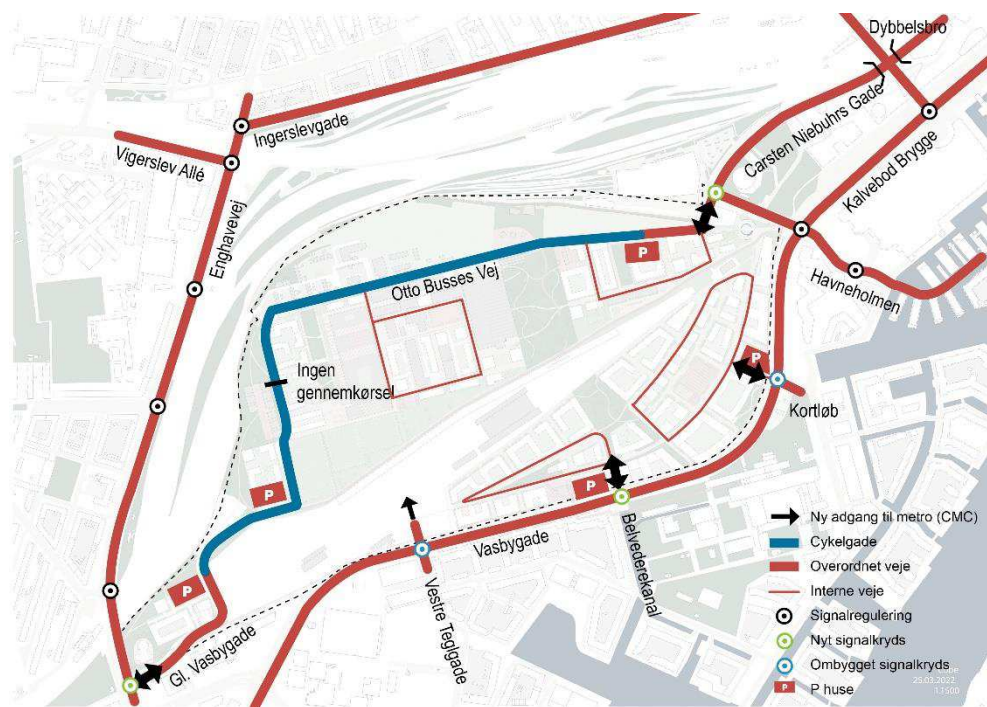 Dybbelsbro
Carsten Niebuhrs Gade
Kalvebod Brygge
Ingerslevgade
Vigerslev Allé
Enghavevej
Havneholmen
P
Otto Busses Vej
Ingen
gennemkørsel
P
Kortløb
P
P
P
Vasbygade
Vestre Teglgade
Belvederekanal
Gl. Vasbygade
Ny adgang til metro (CMC)
Cykelgade
Overordnet veje
Interne veje
Signalregulering
Nyt signalkryds
Ombygget signalkryds
P P huse
25.03.2022